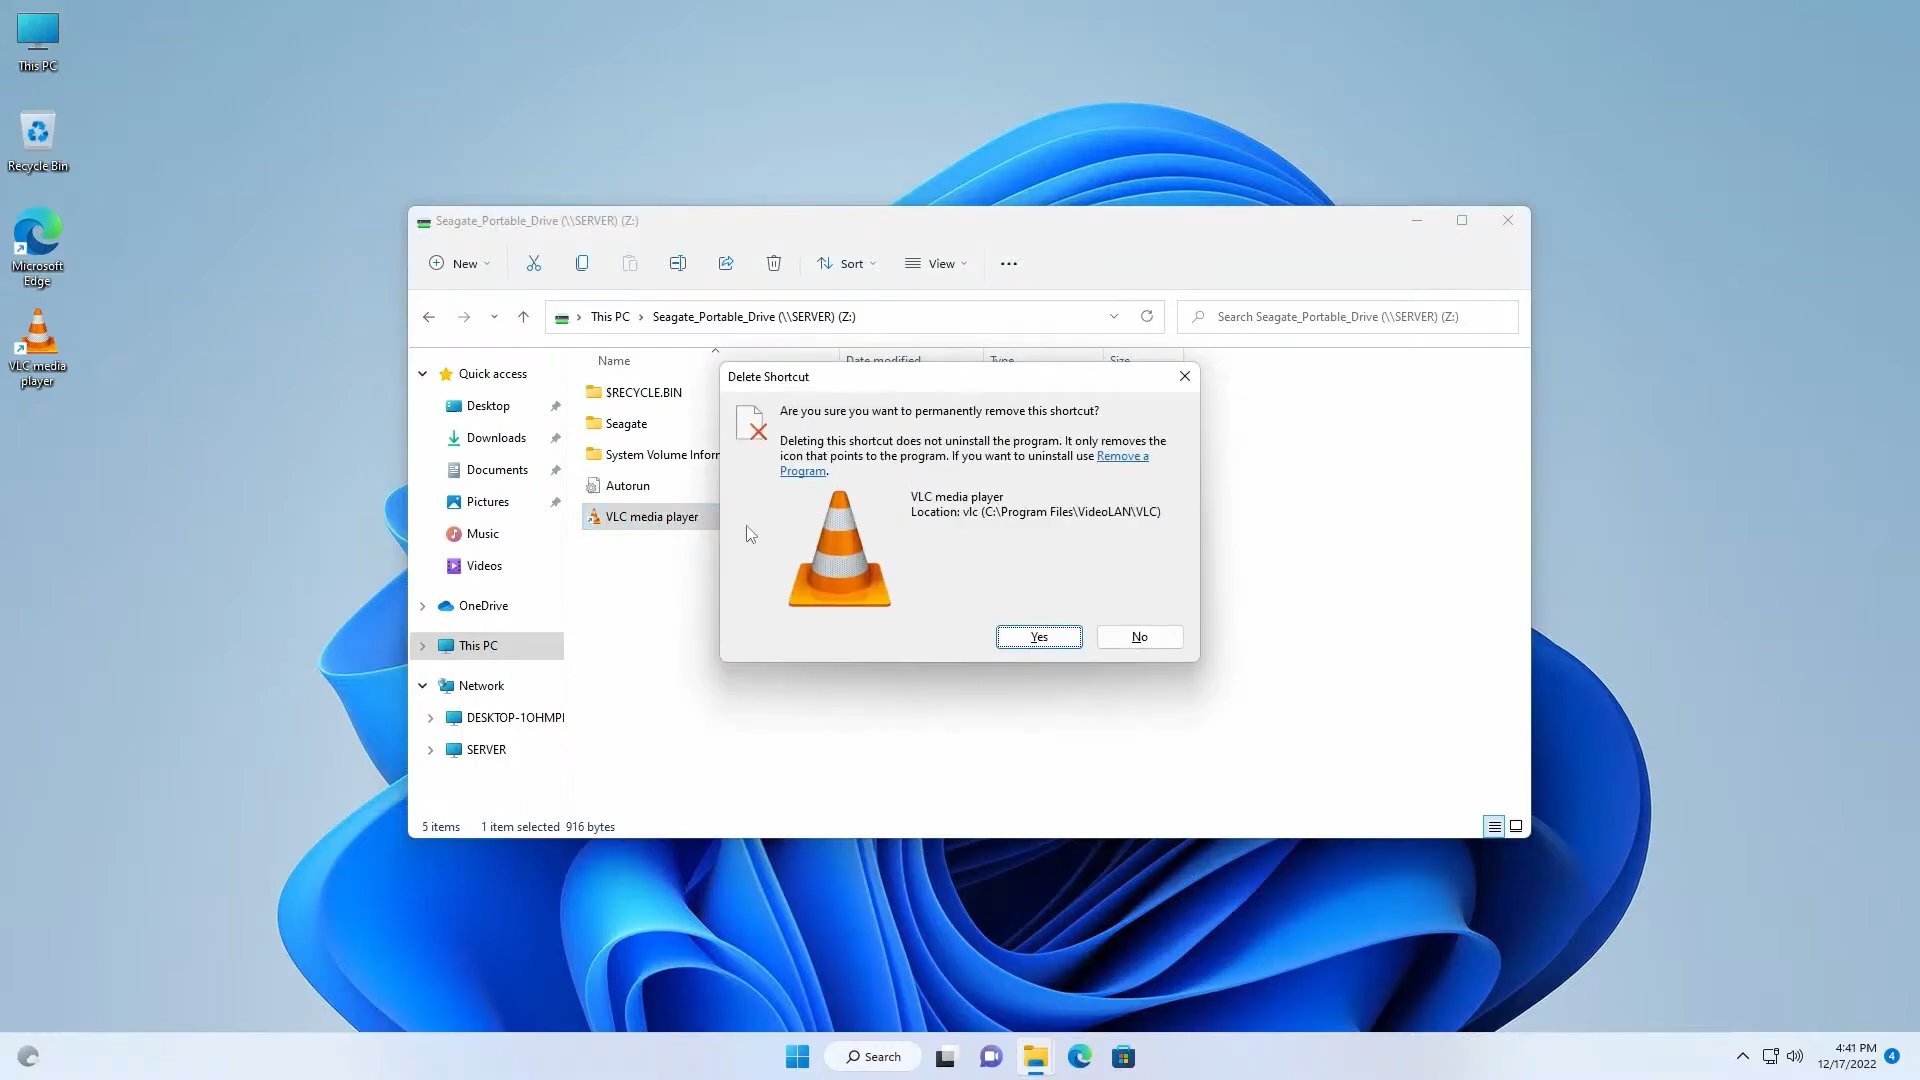 This PC
Recycle Bin
Microsoft
Edge
VLC media
player
Seagate_Portable_Drive (\\SERVER) (Z:)
New
Sort
View
This PC
Seagate_Portable_Drive (\\SERVER) (Z:)
Search Seagate_Portable_Drive (\\SERVER) (Z:)
Quick access
Desktop
Downloads
Documents
Pictures
Music
Videos
OneDrive
This PC
Network
DESKTOP-1OHMPI
SERVER
Name
Date modified
Type
Size
$RECYCLE.BIN
Seagate
System Volume Inforr
Autorun
VLC media player
Delete Shortcut
Are you sure you want to permanently remove this shortcut?
Deleting this shortcut does not uninstall the program. It only removes the
icon that points to the program. If you want to uninstall use Remove a
Program.
VLC media player
Location: vlc (C:\Program Files\VideoLAN\VLC)
Yes
No
5 items
1 item selected 916 bytes
Search
4:41 PM
12/17/2022
4